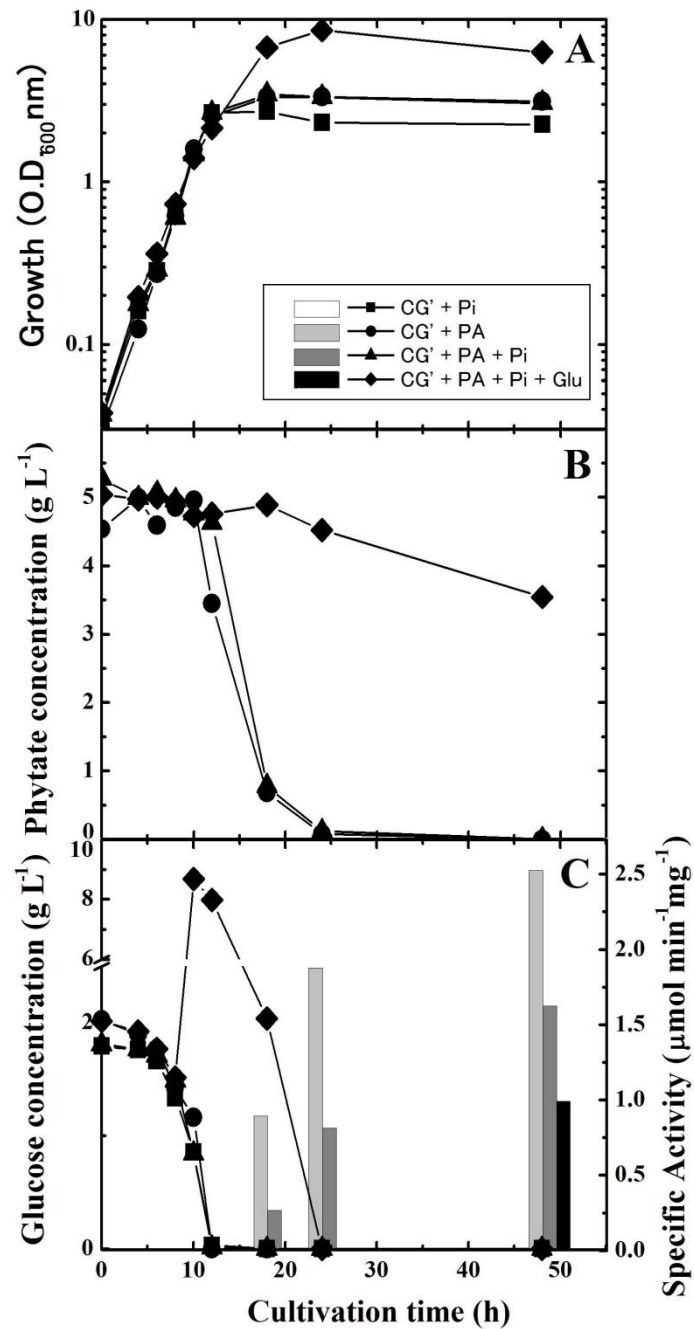 10
1
0.1
Growth (O.D.600nm)
A
CG' + Pi
CG' + PA
CG' + PA + Pi
CG' + PA + Pi + Glu
5
4
3
2
1
0
Phytate concentration (g L-1)
B
10
8
6
2
0
Glucose concentration (g L-1)
C
2.5
2.0
1.5
1.0
0.5
0.0
Specific Activity (µmol min-1mg-1)
0 10 20 30 40 50
Cultivation time (h)